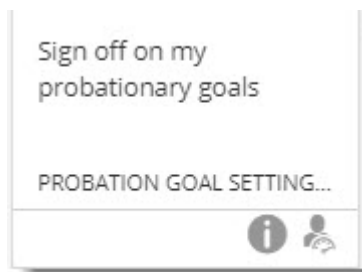 Sign off on my
probationary goals
PROBATION GOAL SETTING...